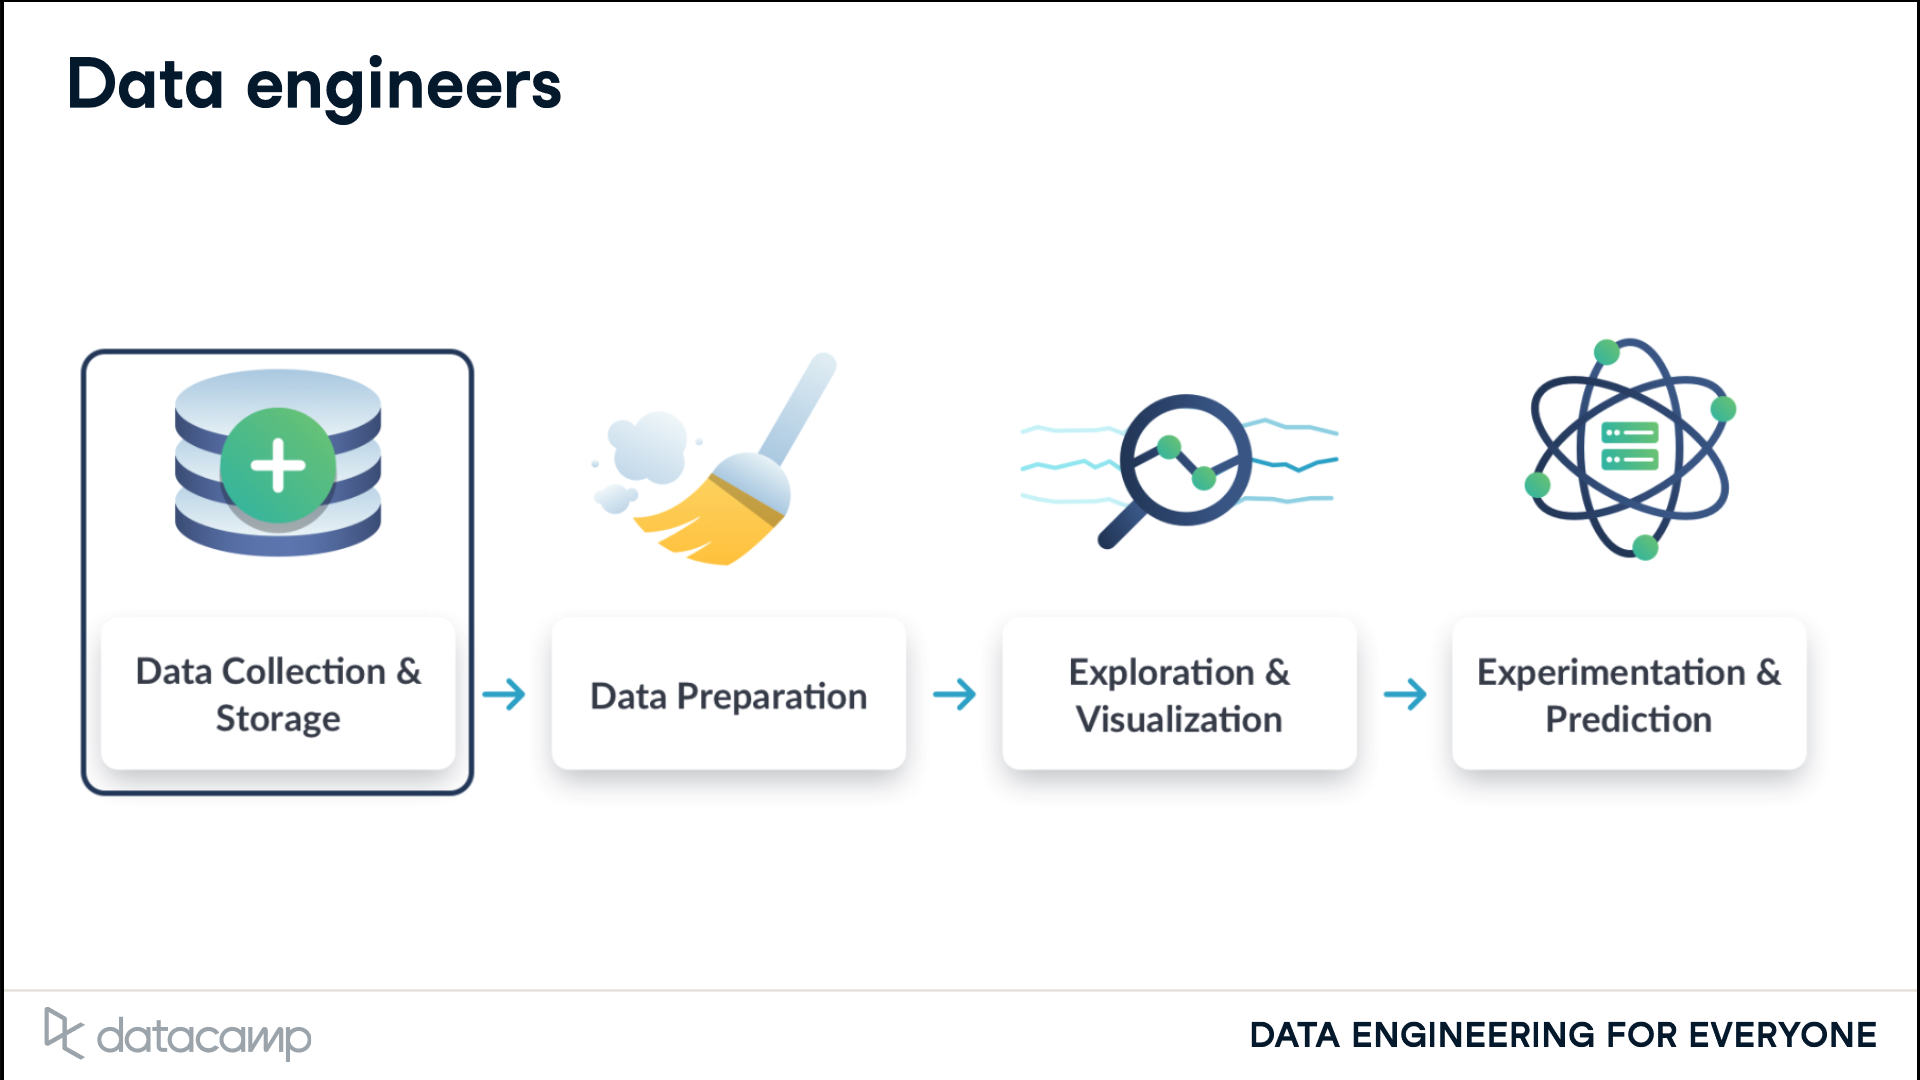 Data engineers
Data Collection &
Storage
Data Preparation
Exploration &
Visualization
Experimentation &
Prediction
datacamp
DATA ENGINEERING FOR EVERYONE